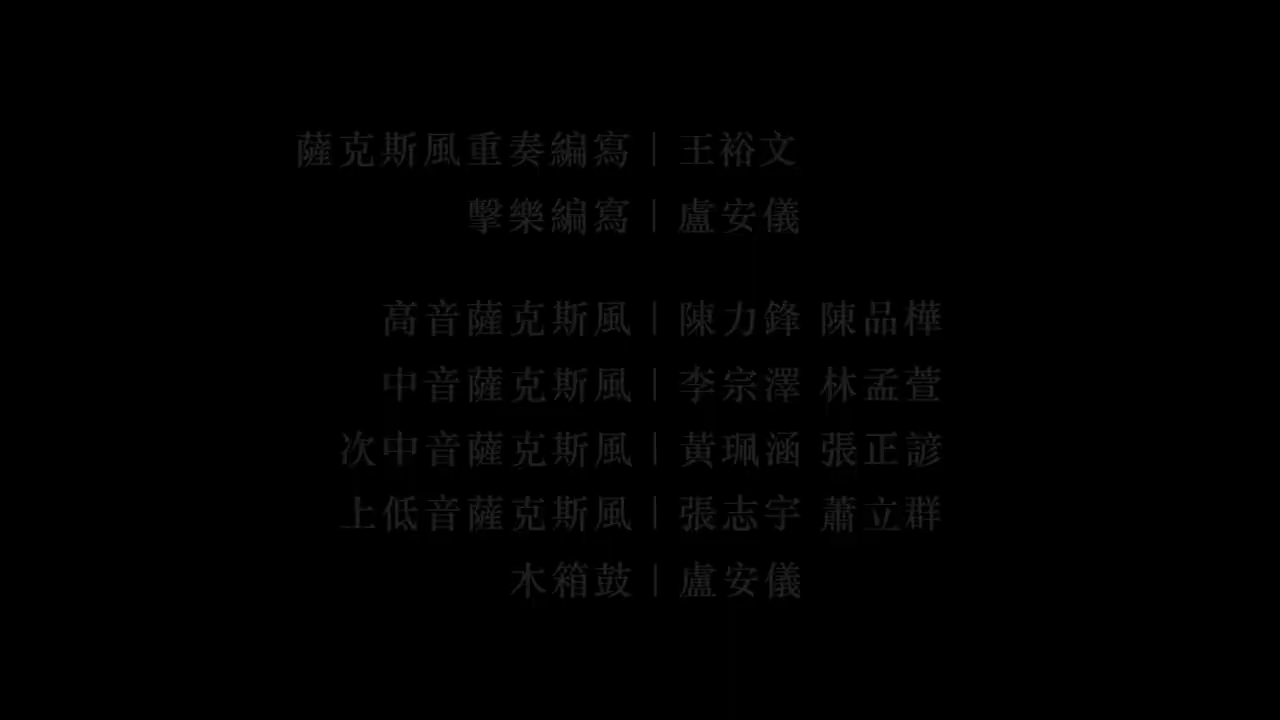 薩克斯風重奏編寫｜王裕文
擊樂編寫｜盧安儀
高音薩克斯風｜陳力鋒 陳品樺
中音薩克斯風｜李宗澤 林孟萱
次中音薩克斯風｜黃珮涵 張正諺
上低音薩克斯風｜張志宇 蕭立群
木箱鼓｜盧安儀